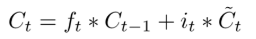 $C_t = f_t * C_{t-1} + i_t * \tilde{C}_t$